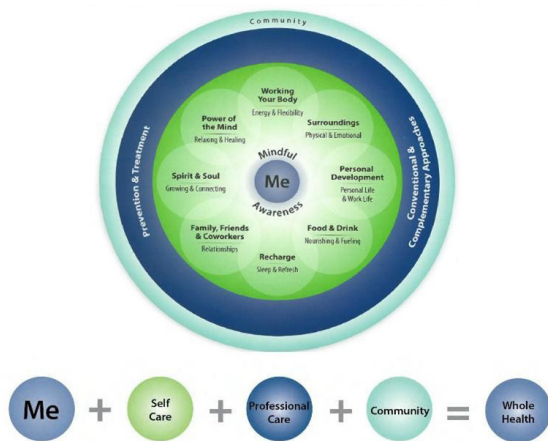 Community
Working
Your Body
Energy & Flexibility
Power of
the Mind
Relaxing & Healing
Surroundings
Physical & Emotional
Prevention & Treatment
Conventional &
Complementary Approaches
Spirit & Soul
Growing & Connecting
Mindful
Me
Awareness
Personal
Development
Personal Life
& Work Life
Family, Friends
& Coworkers
Relationships
Food & Drink
Nourishing & Fueling
Recharge
Sleep & Refresh
Me + Self Care + Professional Care + Community = Whole Health